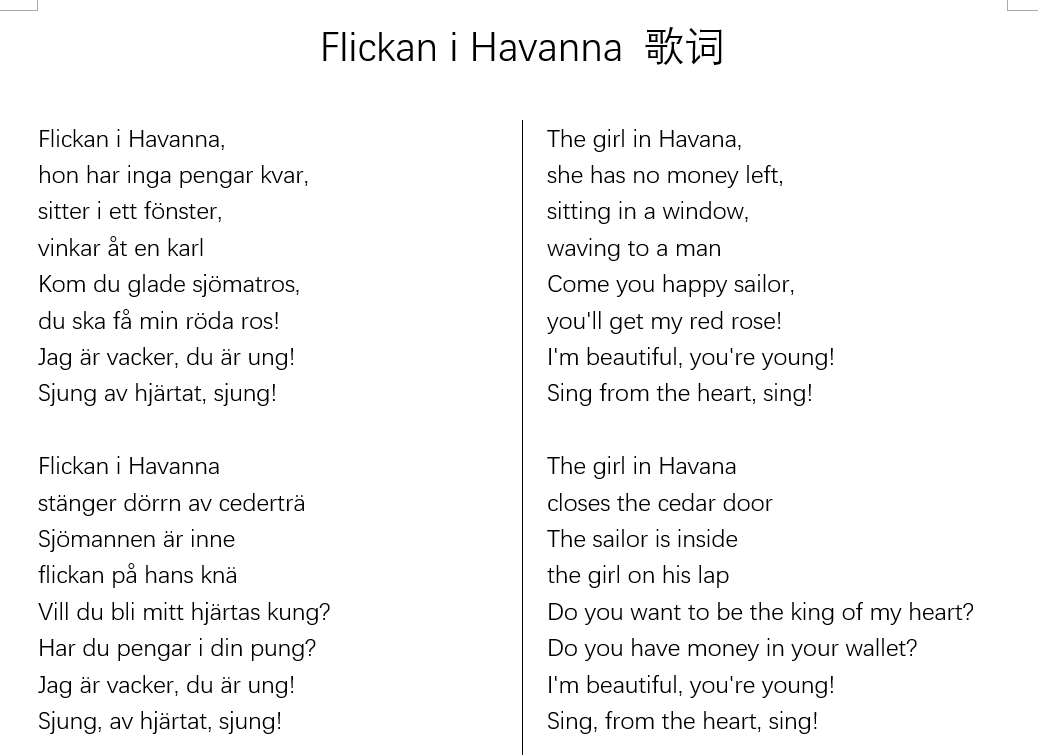 Flickan i Havanna 歌词
Flickan i Havanna,
hon har inga pengar kvar,
sitter i ett fönster,
vinkar åt en karl
Kom du glade sjömatros,
du ska få min röda ros!
Jag är vacker, du är ung!
Sjung av hjärtat, sjung!
Flickan i Havanna
stänger dörrn av cederträ
Sjömannen är inne
flickan på hans knä
Vill du bli mitt hjärtas kung?
Har du pengar i din pung?
Jag är vacker, du är ung!
Sjung, av hjärtat, sjung!
The girl in Havana,
she has no money left,
sitting in a window,
waving to a man
Come you happy sailor,
you'll get my red rose!
I'm beautiful, you're young!
Sing from the heart, sing!
The girl in Havana
closes the cedar door
The sailor is inside
the girl on his lap
Do you want to be the king of my heart?
Do you have money in your wallet?
I'm beautiful, you're young!
Sing, from the heart, sing!